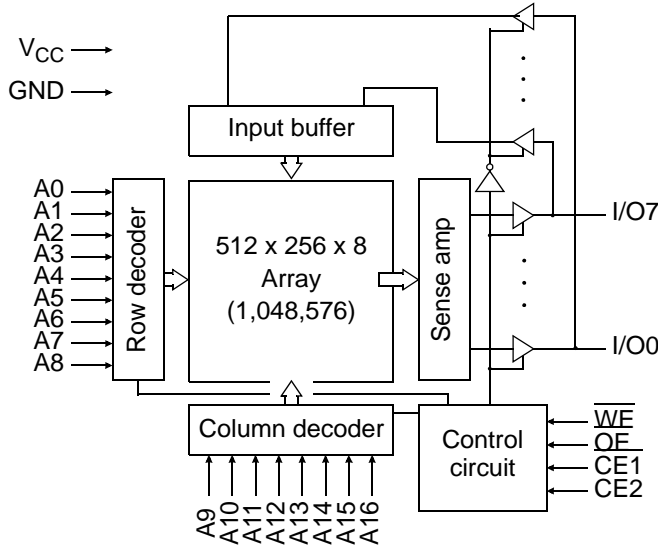 VCC
GND
Input buffer
A0
A1
A2
A3
A4
A5
A6
A7
A8
Row decoder
512 x 256 x 8
Array
(1,048,576)
Sense amp
I/O7
I/O0
Column decoder
Control
circuit
WE
OE
CE1
CE2
A9
A10
A11
A12
A13
A14
A15
A16